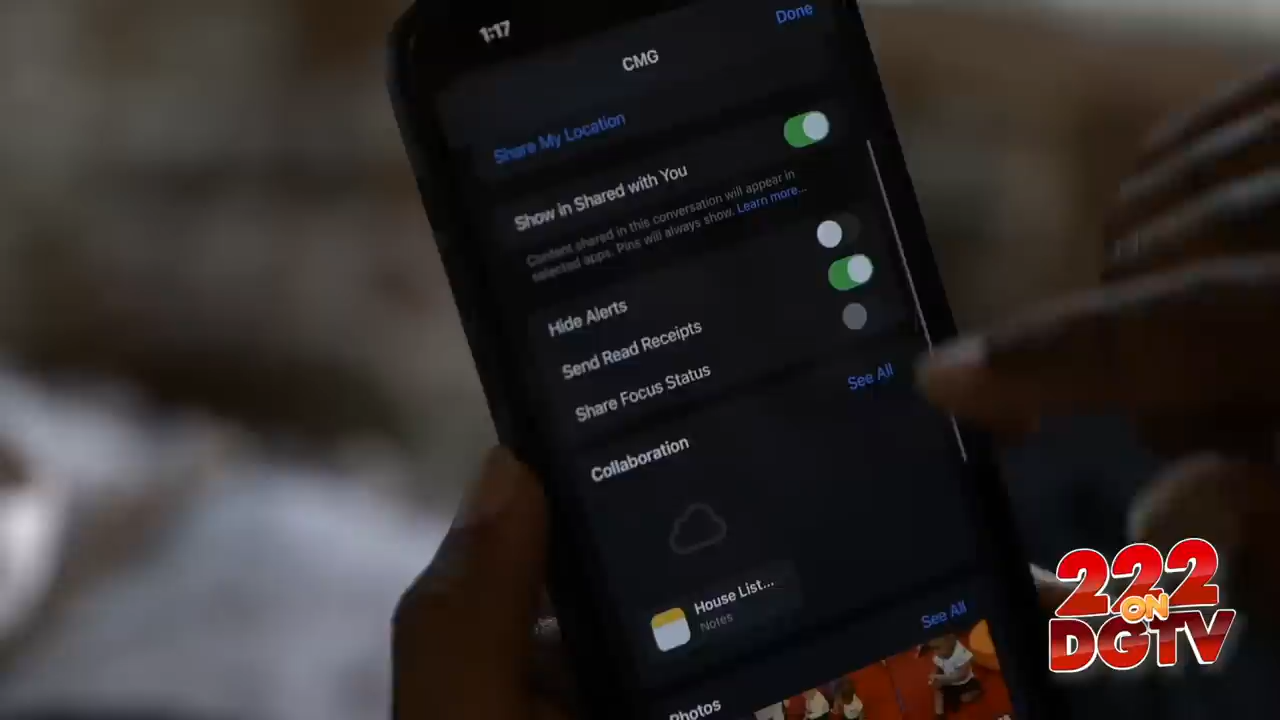 1:17
Done
CMG
Share My Location
Show in Shared with You
Content shared in this conversation will appear in
selected apps. Pins will always show. Learn more...
Hide Alerts
Send Read Receipts
Share Focus Status
Collaboration
See All
House List...
Notes
Photos
See All
222
ON
DGTV